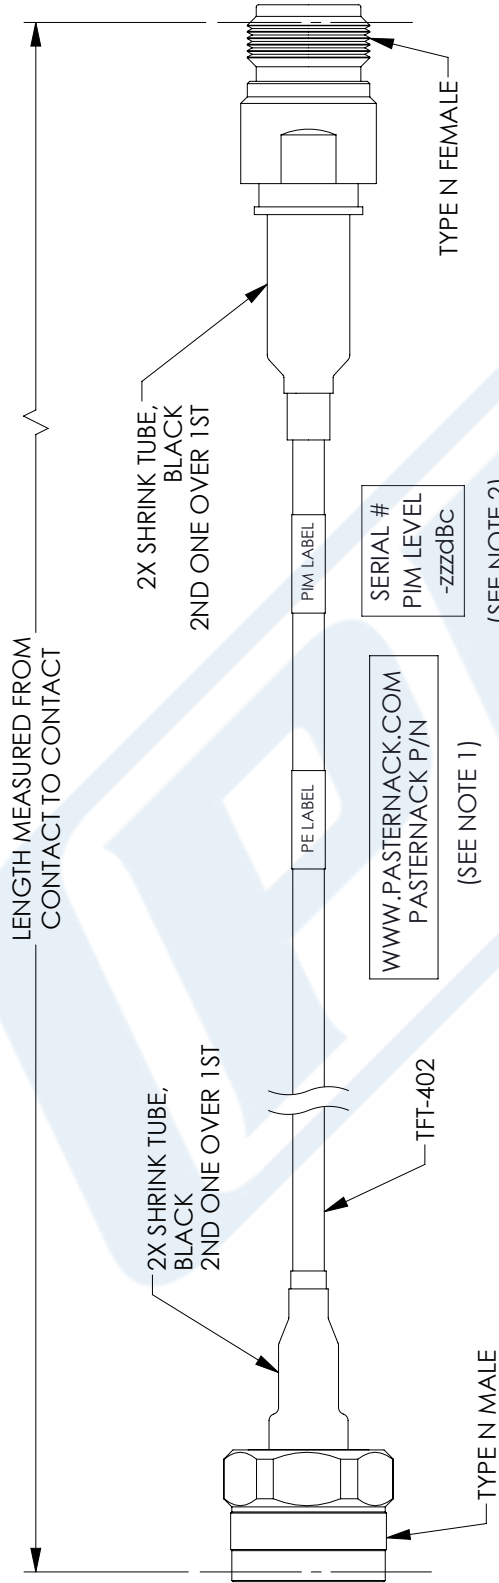 LENGTH MEASURED FROM
CONTACT TO CONTACT
2X SHRINK TUBE,
BLACK
2ND ONE OVER 1ST
2X SHRINK TUBE,
BLACK
2ND ONE OVER 1ST
PE LABEL
PIM LABEL
TYPE N MALE
TFT-402
WWW.PASTERNACK.COM
PASTERNACK P/N
(SEE NOTE 1)
SERIAL #
PIM LEVEL
-zzzdBc
(SEE NOTE 2)
TYPE N FEMALE